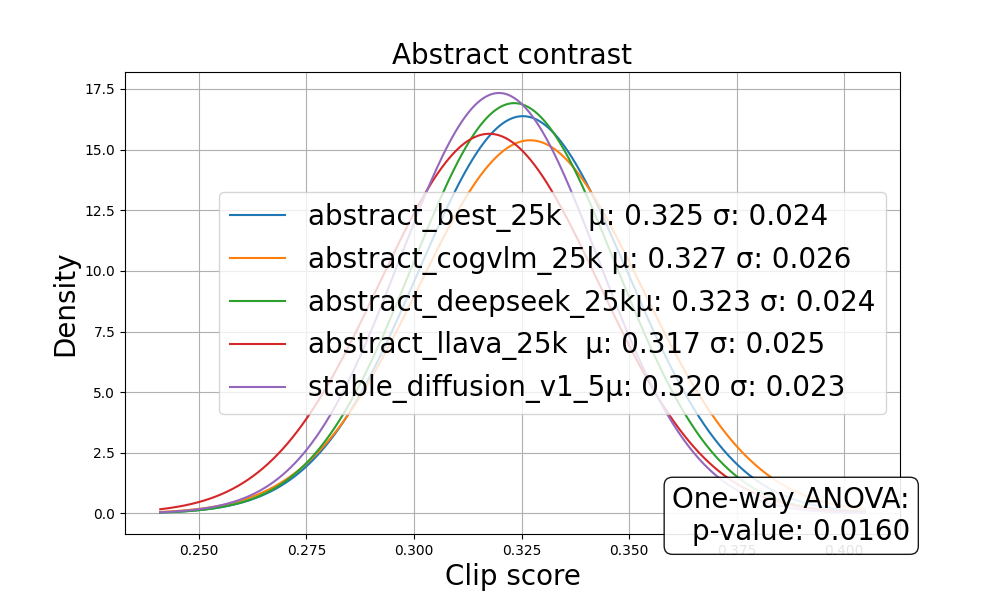 Abstract contrast
Density
17.5
15.0
12.5
10.0
7.5
5.0
2.5
0.0
abstract_best_25k   μ: 0.325 σ: 0.024
abstract_cogvlm_25k μ: 0.327 σ: 0.026
abstract_deepseek_25kμ: 0.323 σ: 0.024
abstract_llava_25k  μ: 0.317 σ: 0.025
stable_diffusion_v1_5μ: 0.320 σ: 0.023
One-way ANOVA:
p-value: 0.0160
0.250 0.275 0.300 0.325 0.350 0.375 0.400
Clip score